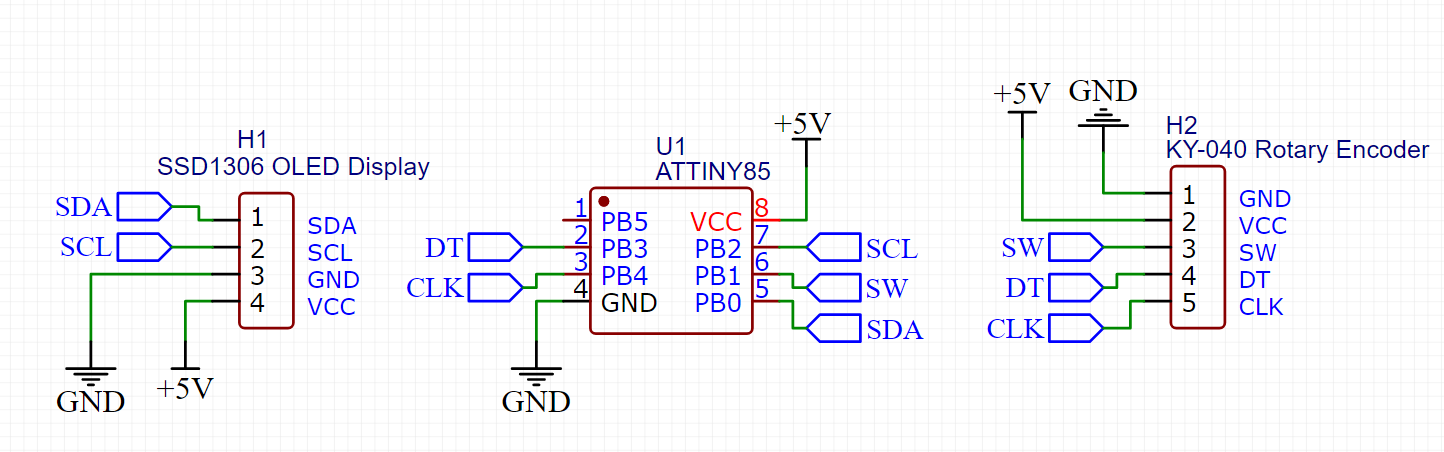 H1
SSD1306 OLED Display
SDA
SCL
1
2
3
4
SDA
SCL
GND
VCC
GND
+5V
U1
ATTINY85
+5V
DT
CLK
1
2
3
4
PB5
PB3
PB4
GND
VCC
PB2
PB1
PB0
8
7
6
5
SCL
SW
SDA
GND
+5V
GND
H2
KY-040 Rotary Encoder
SW
DT
CLK
1
2
3
4
5
GND
VCC
SW
DT
CLK